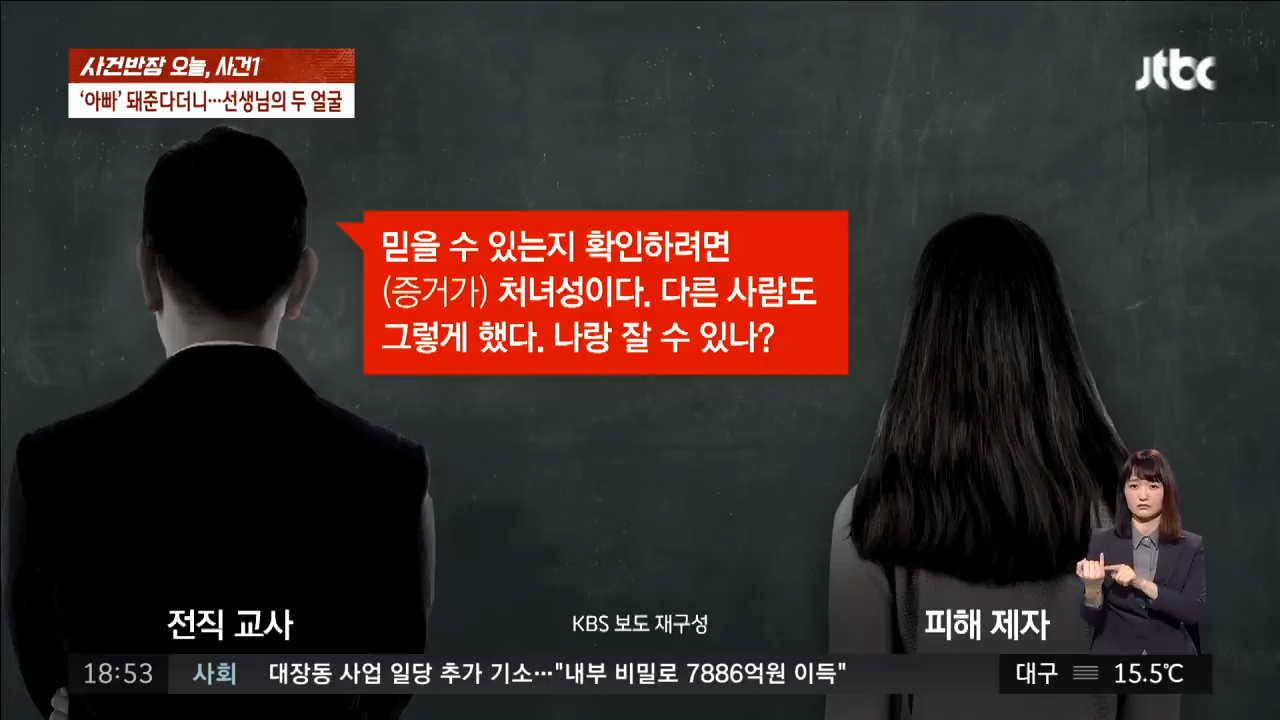 사건반장 오늘, 사건1
'아빠' 돼준다더니…선생님의 두 얼굴
jtbc
믿을 수 있는지 확인하려면
(증거가) 처녀성이다. 다른 사람도
그렇게 했다. 나랑 잘 수 있나?
전직 교사
KBS 보도 재구성
피해 제자
18:53 사회 대장동 사업 일당 추가 기소…"내부 비밀로 7886억원 이득"
대구 15.5℃